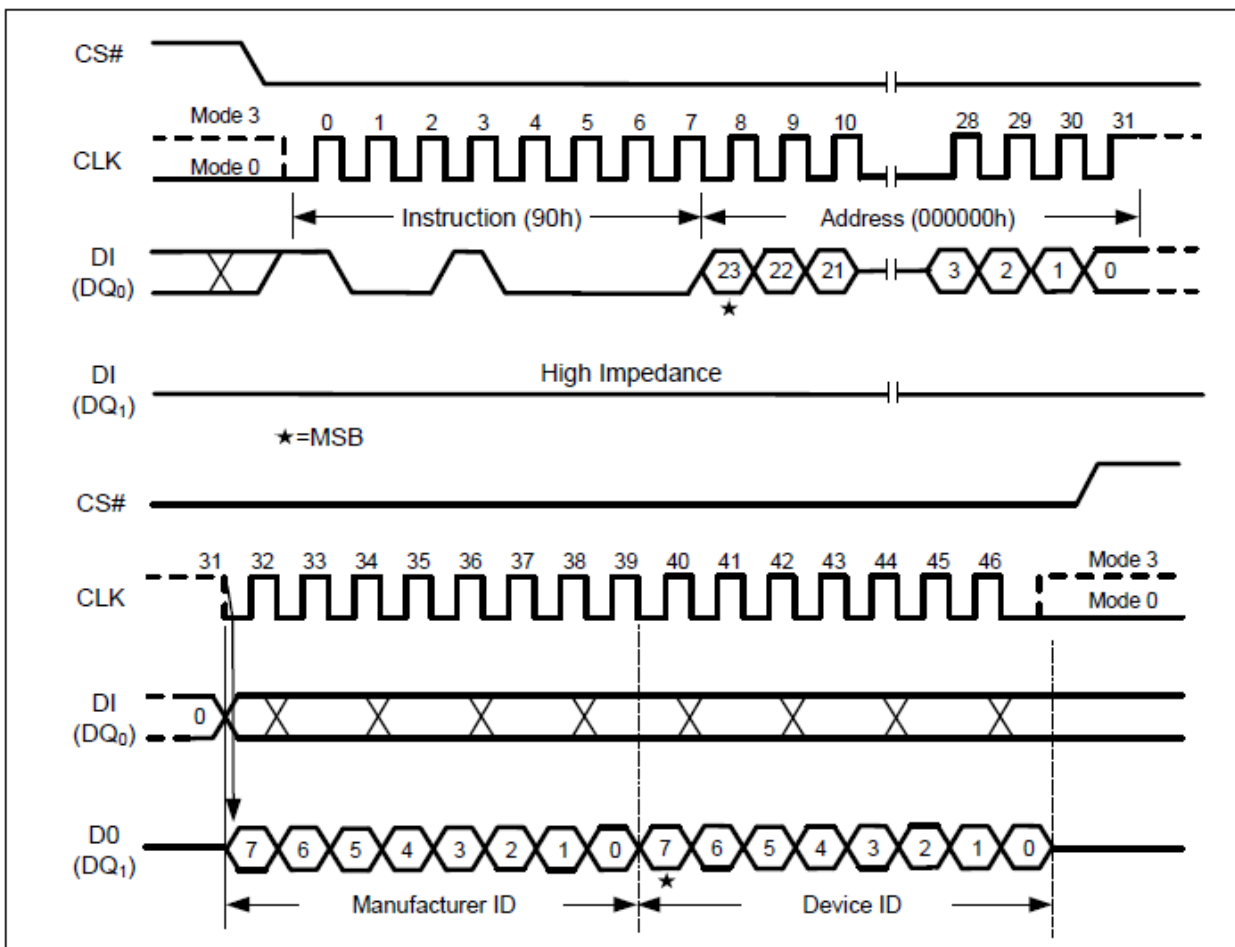 CS#
Mode 3
0 1 2 3 4 5 6 7 8 9 10 28 29 30 31
CLK
Mode 0
Instruction (90h) Address (000000h)
DI
(DQ0)
23 22 21 3 2 1 0
★
DI
(DQ1)
High Impedance
★=MSB
CS#
31 32 33 34 35 36 37 38 39 40 41 42 43 44 45 46
Mode 3
CLK
Mode 0
DI
(DQ0)
0
D0
(DQ1)
7 6 5 4 3 2 1 0 7 6 5 4 3 2 1 0
★
Manufacturer ID Device ID